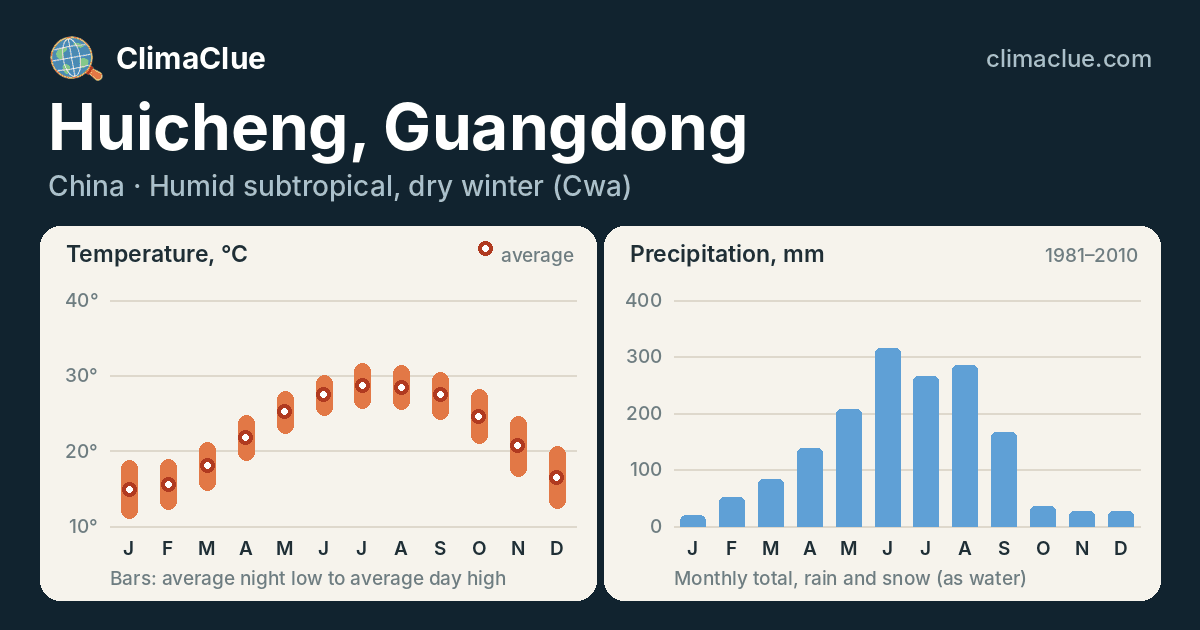 ClimaClue
climaclue.com
Huicheng, Guangdong
China · Humid subtropical, dry winter (Cwa)
Temperature, °C
average
40°
30°
20°
10°
J F M A M J J A S O N D
Bars: average night low to average day high
Precipitation, mm
1981–2010
400
300
200
100
0
J F M A M J J A S O N D
Monthly total, rain and snow (as water)